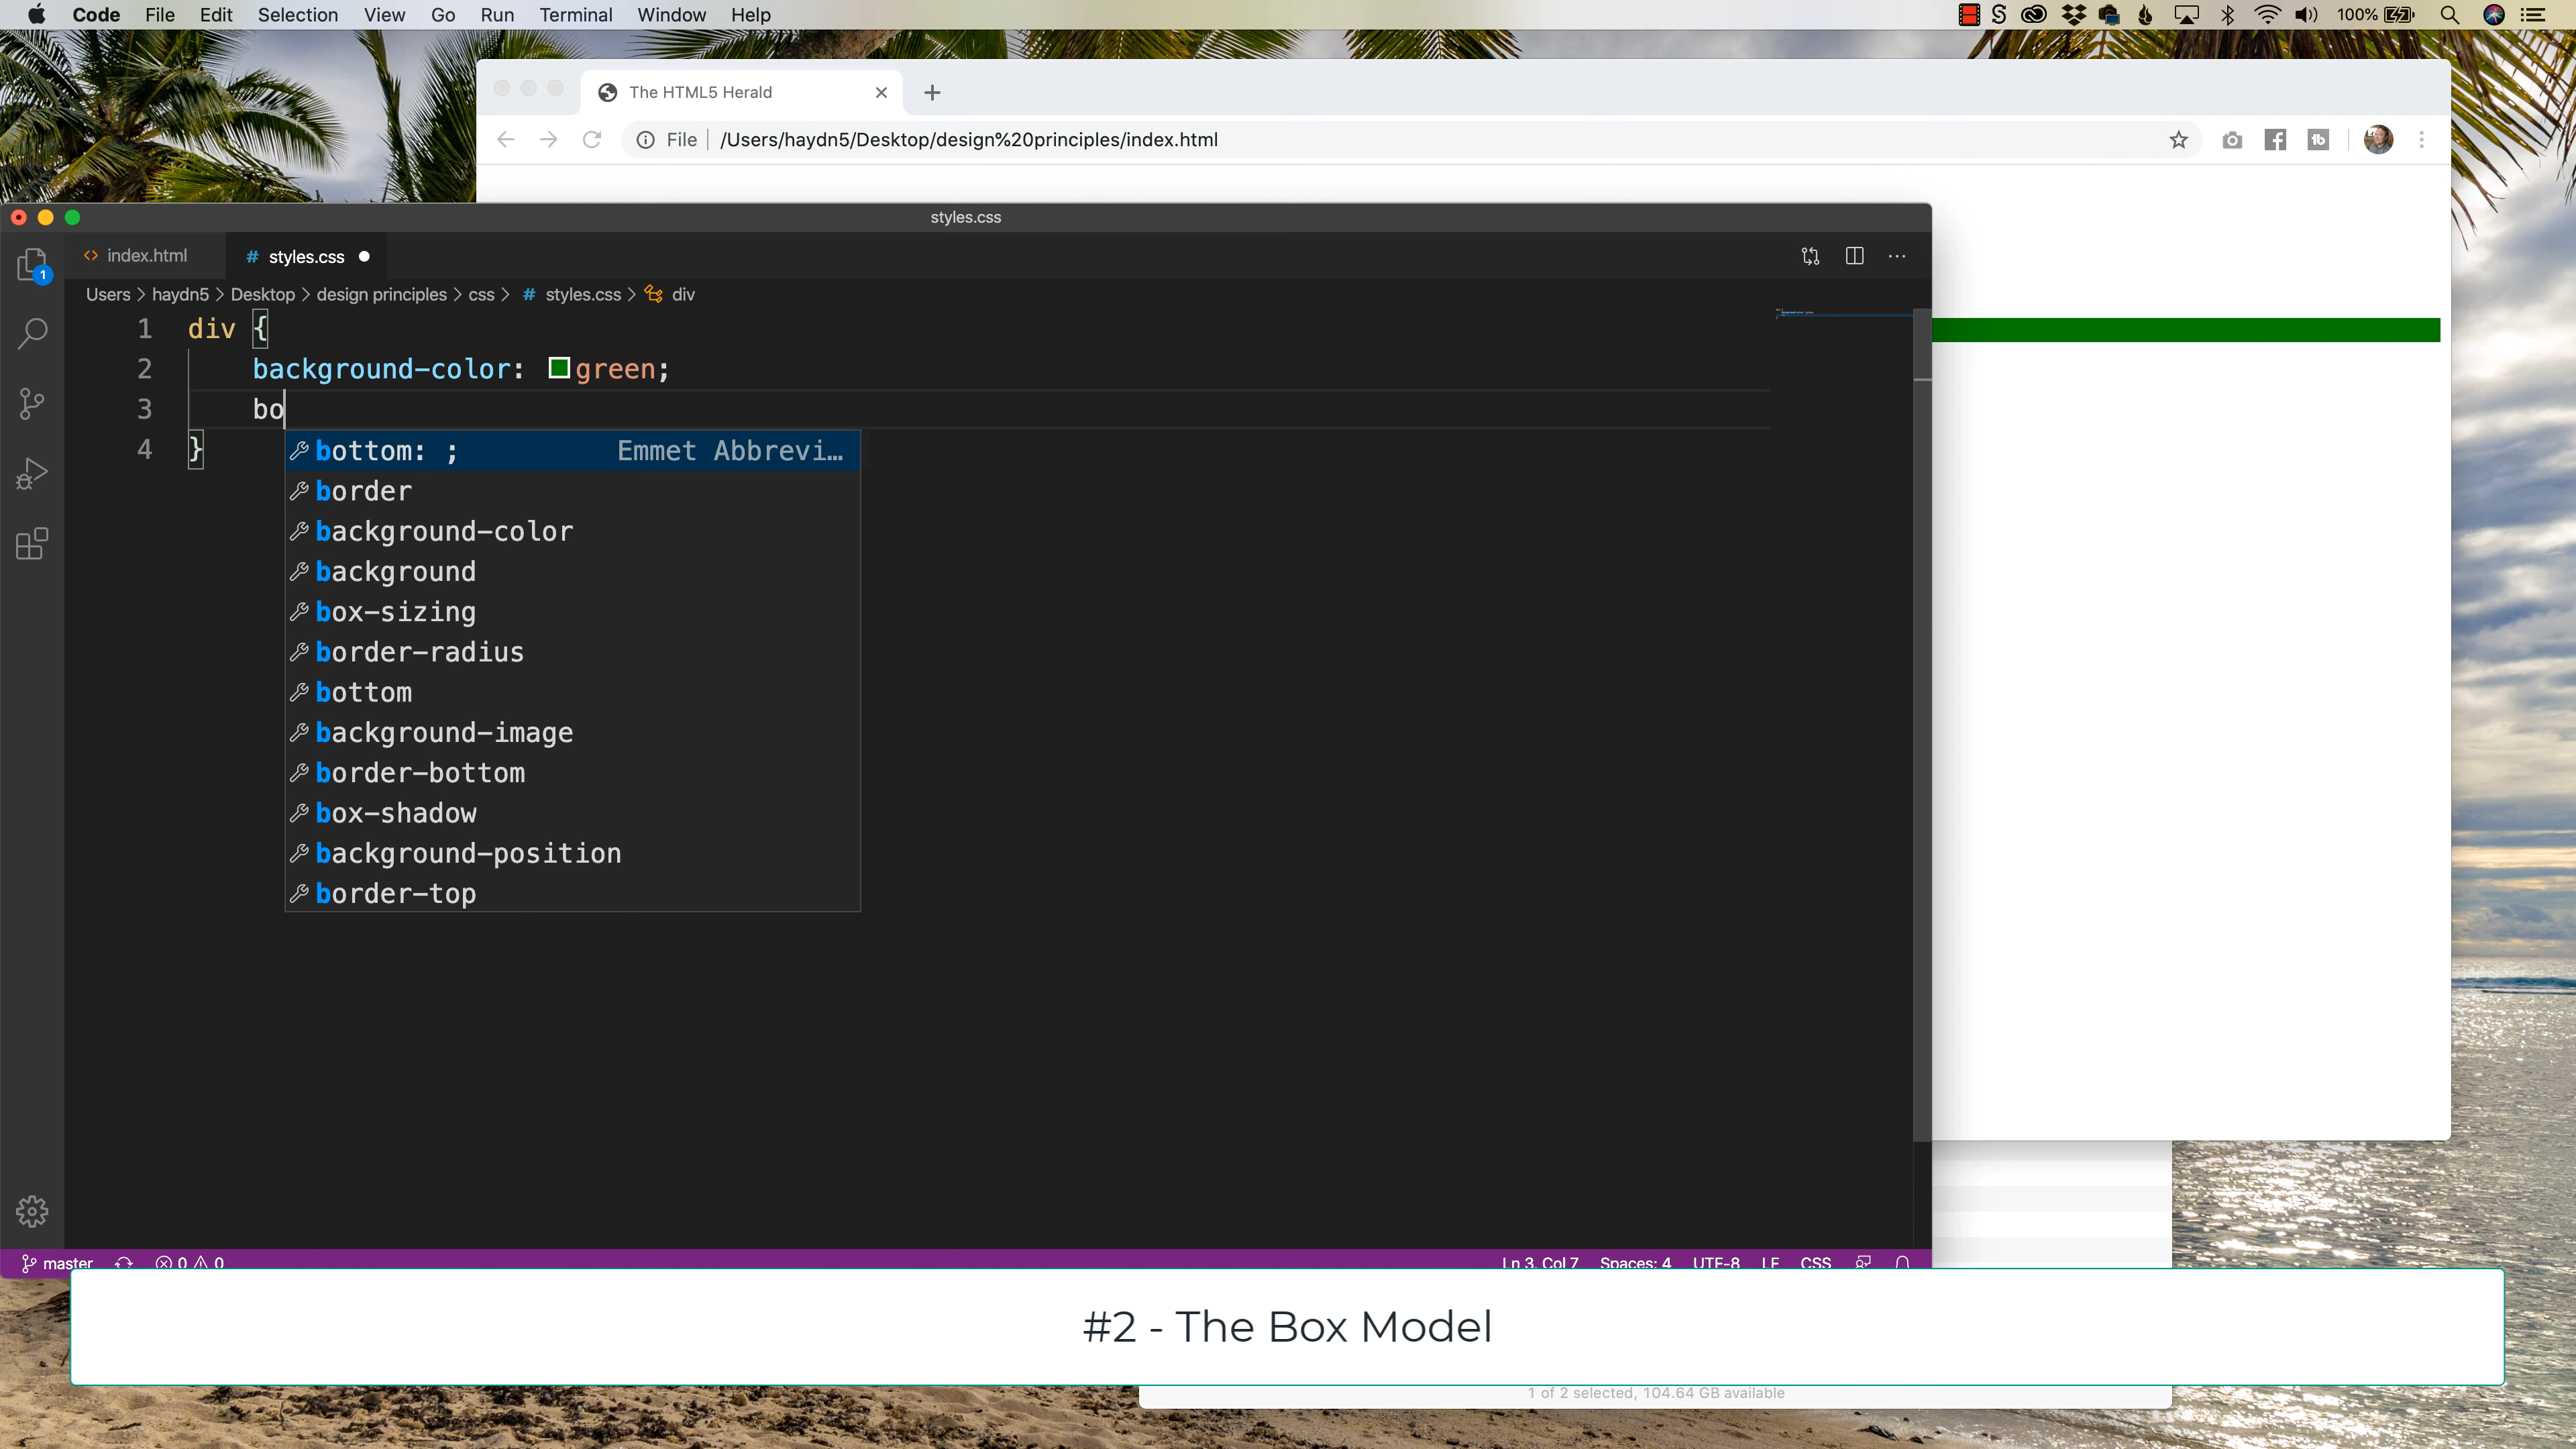 Code File Edit Selection View Go Run Terminal Window Help 100%
The HTML5 Herald
File /Users/haydn5/Desktop/design%20principles/index.html
styles.css
index.html # styles.css
1
Users > haydn5 > Desktop > design principles > css > # styles.css > div
1 div {
2 background-color: green;
3 bo
4 }
bottom: ; Emmet Abbrevi…
border
background-color
background
box-sizing
border-radius
bottom
background-image
border-bottom
box-shadow
background-position
border-top
master 0 0 Ln 3, Col 7 Spaces: 4 UTF-8 LF CSS
#2 - The Box Model
1 of 2 selected, 104.64 GB available